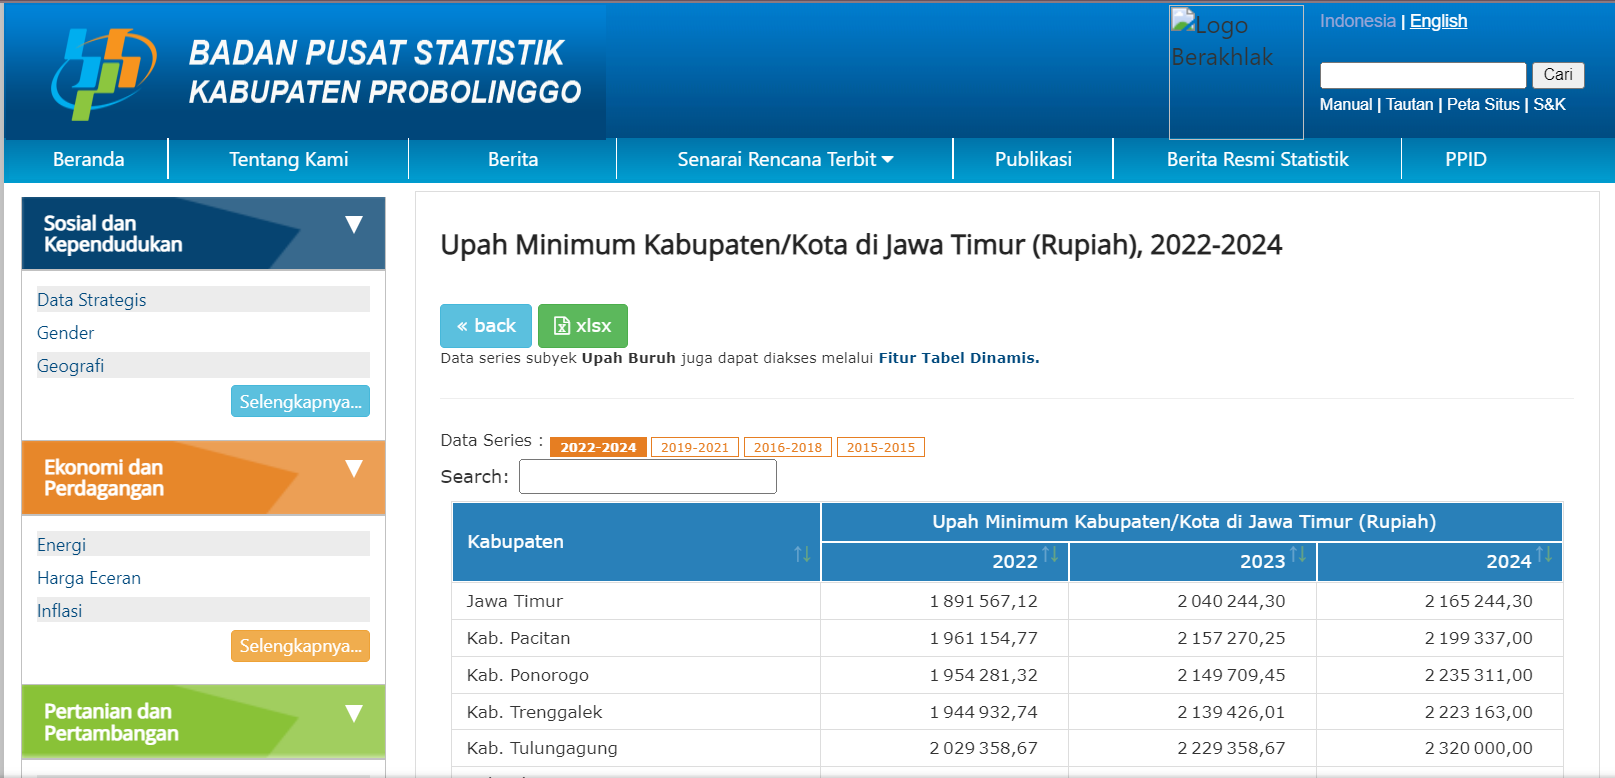 BADAN PUSAT STATISTIK
KABUPATEN PROBOLINGGO
Logo
Berakhlak
Indonesia | English
Cari
Manual | Tautan | Peta Situs | S&K
Beranda
Tentang Kami
Berita
Senarai Rencana Terbit
Publikasi
Berita Resmi Statistik
PPID
Sosial dan
Kependudukan
Data Strategis
Gender
Geografi
Selengkapnya...
Ekonomi dan
Perdagangan
Energi
Harga Eceran
Inflasi
Selengkapnya...
Pertanian dan
Pertambangan
Upah Minimum Kabupaten/Kota di Jawa Timur (Rupiah), 2022-2024
« back
xlsx
Data series subyek Upah Buruh juga dapat diakses melalui Fitur Tabel Dinamis.
Data Series : 2022-2024 2019-2021 2016-2018 2015-2015
Search:
Kabupaten
Upah Minimum Kabupaten/Kota di Jawa Timur (Rupiah)
2022 2023 2024
Jawa Timur 1 891 567,12 2 040 244,30 2 165 244,30
Kab. Pacitan 1 961 154,77 2 157 270,25 2 199 337,00
Kab. Ponorogo 1 954 281,32 2 149 709,45 2 235 311,00
Kab. Trenggalek 1 944 932,74 2 139 426,01 2 223 163,00
Kab. Tulungagung 2 029 358,67 2 229 358,67 2 320 000,00